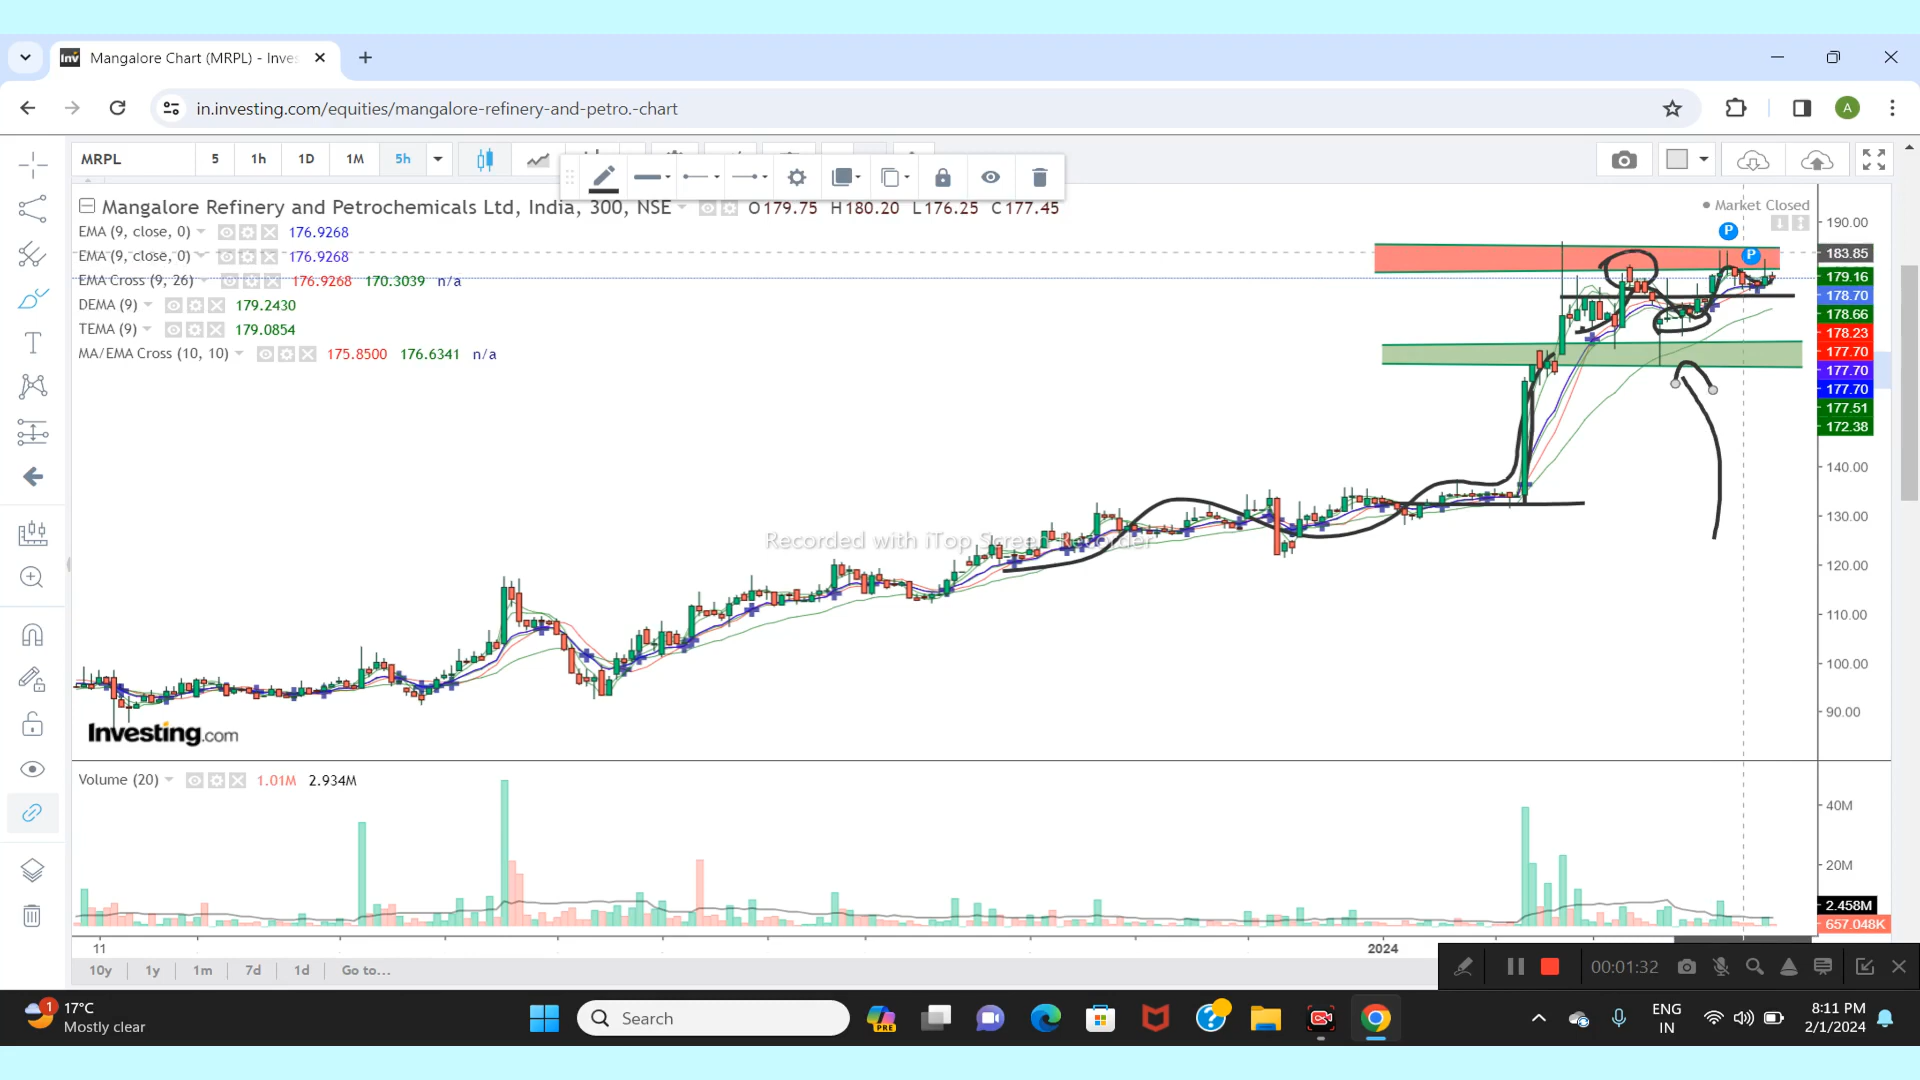 Mangalore Chart (MRPL) - Inves
in.investing.com/equities/mangalore-refinery-and-petro.-chart
A
MRPL 5 1h 1D 1M 5h
Mangalore Refinery and Petrochemicals Ltd, India, 300, NSE O179.75 H180.20 L176.25 C177.45
Market Closed
EMA (9, close, 0) 176.9268
EMA (9, close, 0) 176.9268
EMA Cross (9, 26) 176.9268 170.3039 n/a
DEMA (9) 179.2430
TEMA (9) 179.0854
MA/EMA Cross (10, 10) 175.8500 176.6341 n/a
P
P
190.00
183.85
179.16
178.70
178.66
178.23
177.70
177.70
177.70
177.51
172.38
140.00
130.00
120.00
110.00
100.00
90.00
Recorded with iTop Screen Recorder
Investing.com
Volume (20) 1.01M 2.934M
40M
20M
2.458M
657.048K
11 2024
10y 1y 1m 7d 1d Go to...
00:01:32
1
17°C
Mostly clear
Search
PRE
ENG
IN
8:11 PM
2/1/2024